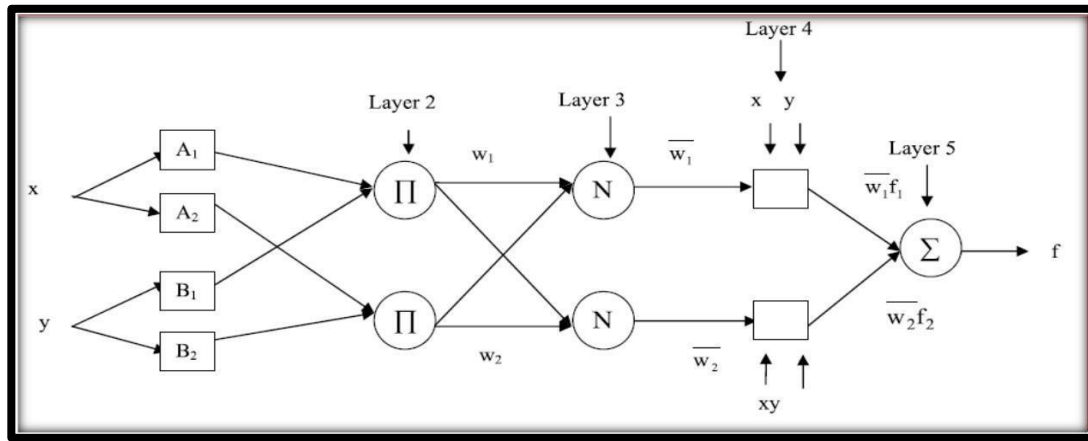 Layer 4
Layer 2
Layer 3
x y
Layer 5
A₁
w₁
w̅₁
w̅₁f₁
x
∏
N
A₂
∑
f
B₁
y
∏
N
w̅₂f₂
B₂
w₂
w̅₂
xy